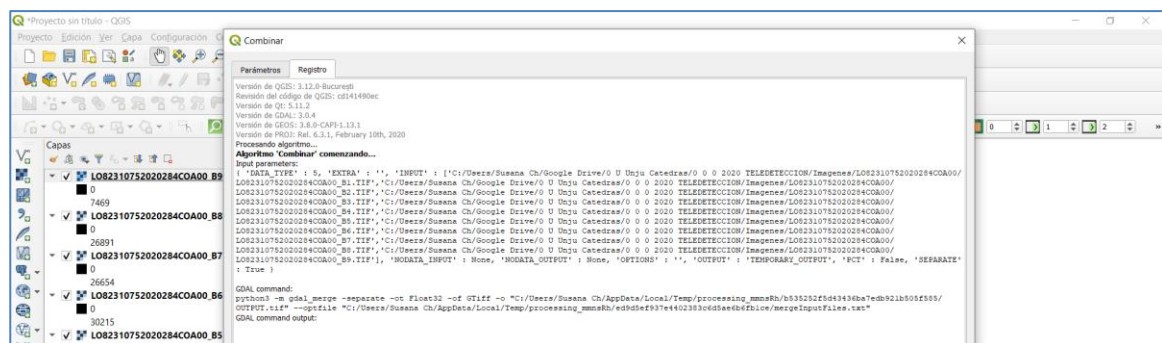 *Proyecto sin título - QGIS
Proyecto Edición Ver Capa Configuración
Combinar
Parámetros Registro
Versión de QGIS: 3.12.0-București
Revisión del código de QGIS: cd141490ec
Versión de Qt: 5.11.2
Versión de GDAL: 3.0.4
Versión de GEOS: 3.8.0-CAPI-1.13.1
Versión de PROJ: Rel. 6.3.1, February 10th, 2020
Procesando algoritmo...
Algoritmo 'Combinar' comenzando...
Input parameters:
{ 'DATA_TYPE' : 5, 'EXTRA' : '', 'INPUT' : ['C:/Users/Susana Ch/Google Drive/0 U Unju Catedras/0 0 0 2020 TELEDETECCION/Imagenes/LO82310752020284COA00/
LO82310752020284COA00_B1.TIF','C:/Users/Susana Ch/Google Drive/0 U Unju Catedras/0 0 0 2020 TELEDETECCION/Imagenes/LO82310752020284COA00/
LO82310752020284COA00_B2.TIF','C:/Users/Susana Ch/Google Drive/0 U Unju Catedras/0 0 0 2020 TELEDETECCION/Imagenes/LO82310752020284COA00/
LO82310752020284COA00_B3.TIF','C:/Users/Susana Ch/Google Drive/0 U Unju Catedras/0 0 0 2020 TELEDETECCION/Imagenes/LO82310752020284COA00/
LO82310752020284COA00_B4.TIF','C:/Users/Susana Ch/Google Drive/0 U Unju Catedras/0 0 0 2020 TELEDETECCION/Imagenes/LO82310752020284COA00/
LO82310752020284COA00_B5.TIF','C:/Users/Susana Ch/Google Drive/0 U Unju Catedras/0 0 0 2020 TELEDETECCION/Imagenes/LO82310752020284COA00/
LO82310752020284COA00_B6.TIF','C:/Users/Susana Ch/Google Drive/0 U Unju Catedras/0 0 0 2020 TELEDETECCION/Imagenes/LO82310752020284COA00/
LO82310752020284COA00_B7.TIF','C:/Users/Susana Ch/Google Drive/0 U Unju Catedras/0 0 0 2020 TELEDETECCION/Imagenes/LO82310752020284COA00/
LO82310752020284COA00_B8.TIF','C:/Users/Susana Ch/Google Drive/0 U Unju Catedras/0 0 0 2020 TELEDETECCION/Imagenes/LO82310752020284COA00/
LO82310752020284COA00_B9.TIF'], 'NODATA_INPUT' : None, 'NODATA_OUTPUT' : None, 'OPTIONS' : '', 'OUTPUT' : 'TEMPORARY_OUTPUT', 'PCT' : False, 'SEPARATE'
: True }
GDAL command:
python3 -m gdal_merge -separate -ot Float32 -of GTiff -o "C:/Users/Susana Ch/AppData/Local/Temp/processing_mmnsRh/b535252f5d43436ba7edb921b505f585/
OUTPUT.tif" --optfile "C:/Users/Susana Ch/AppData/Local/Temp/processing_mmnsRh/ed9d5ef937e4402383c6d5ae6b6fb1ce/mergeInputFiles.txt"
GDAL command output:
Capas
LO82310752020284COA00_B9
0
7469
LO82310752020284COA00_B8
0
26891
LO82310752020284COA00_B7
0
26654
LO82310752020284COA00_B6
0
30215
LO82310752020284COA00_B5
0 1 2